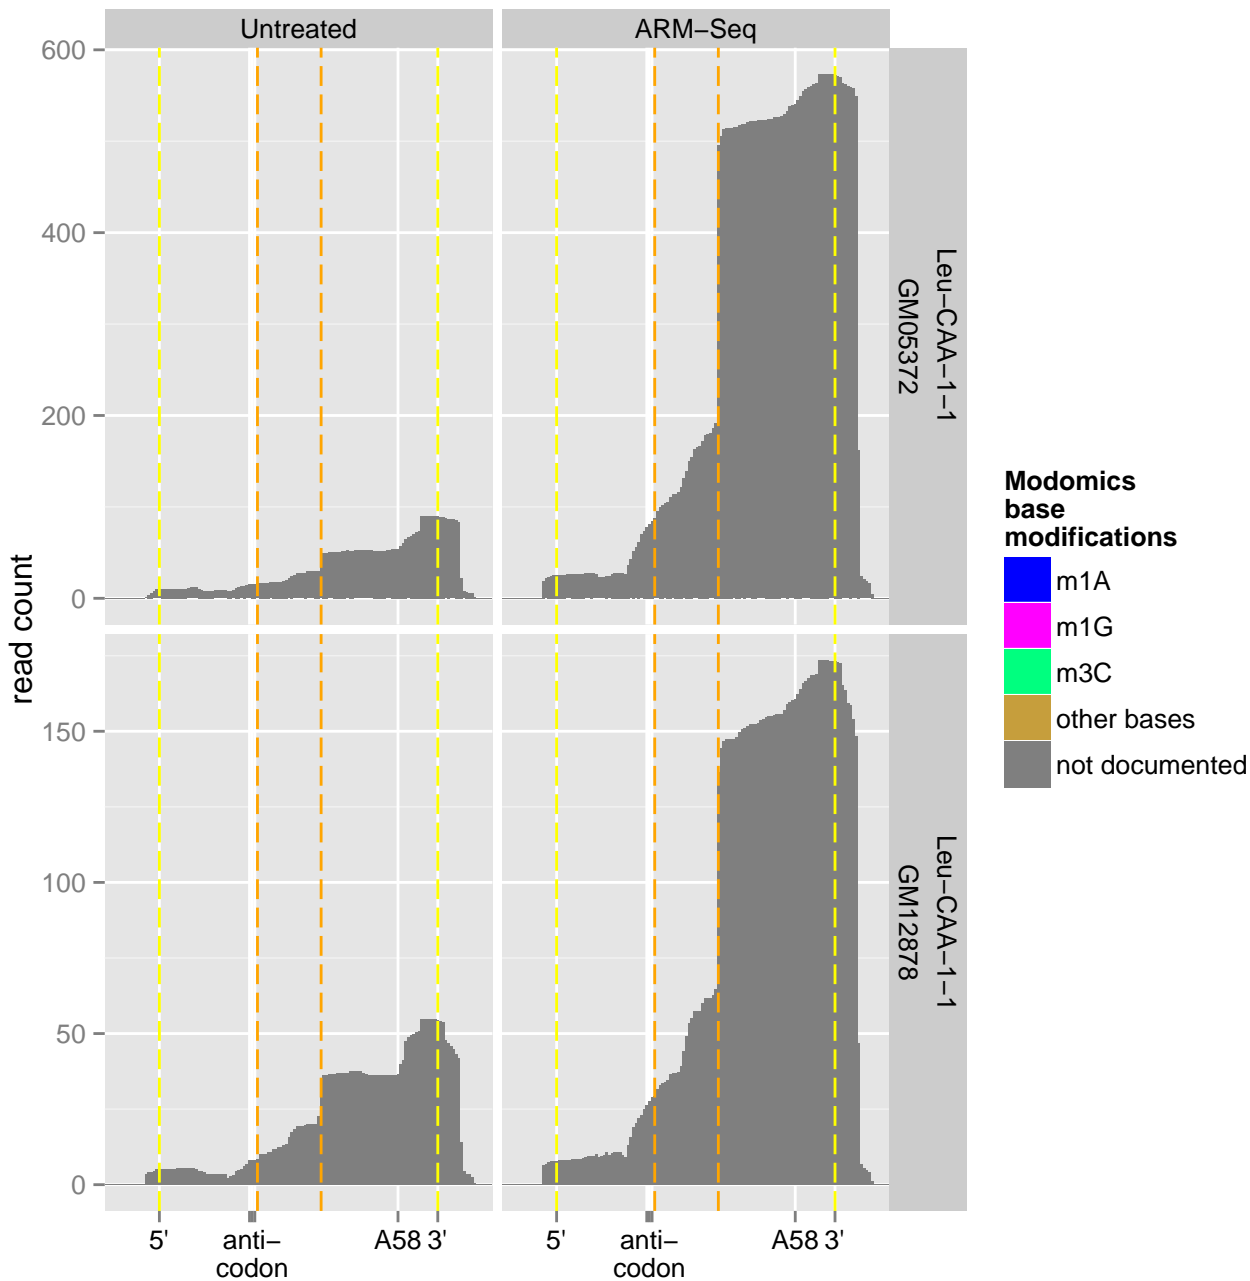 Untreated
ARM−Seq
600
400
200
0
Leu−CAA−1−1
GM05372
read count
150
100
50
0
Leu−CAA−1−1
GM12878
5'
anti−
codon
A58
3'
5'
anti−
codon
A58
3'
Modomics
base
modifications
m1A
m1G
m3C
other bases
not documented